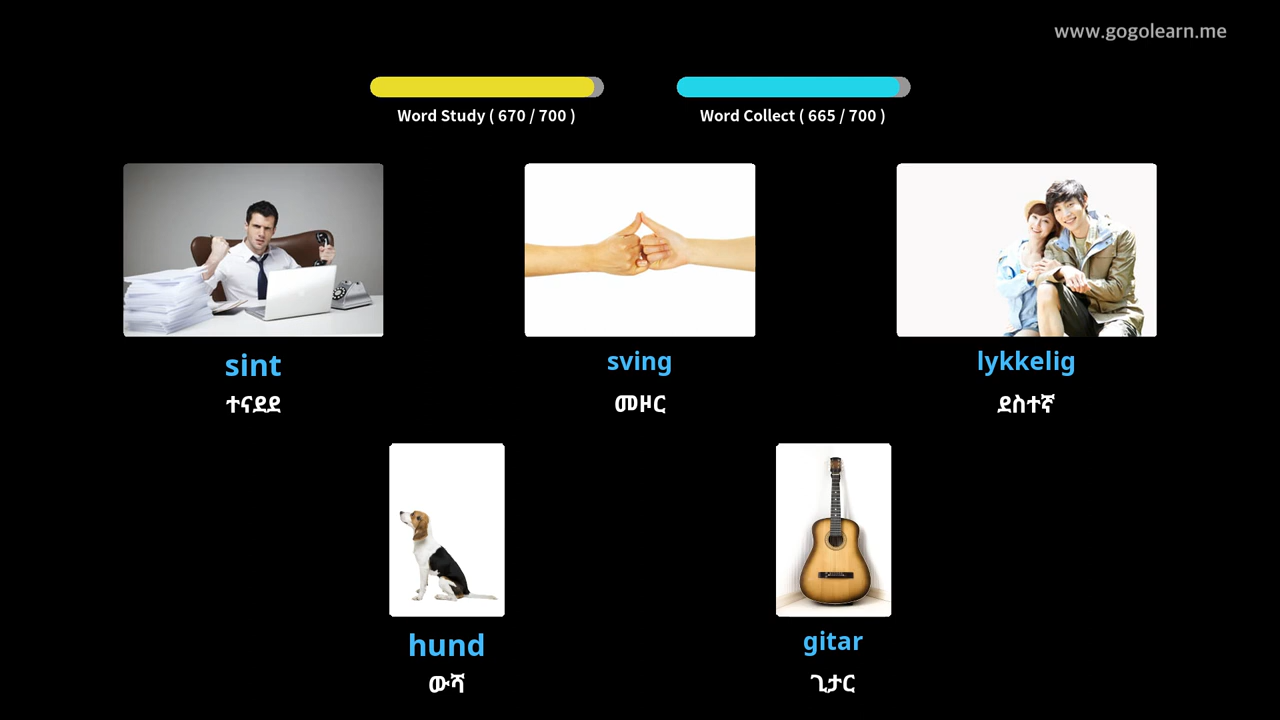 www.gogolearn.me
Word Study ( 670 / 700 )
Word Collect ( 665 / 700 )
sint
ተናደደ
sving
መዞር
lykkelig
ደስተኛ
hund
ውሻ
gitar
ጊታር